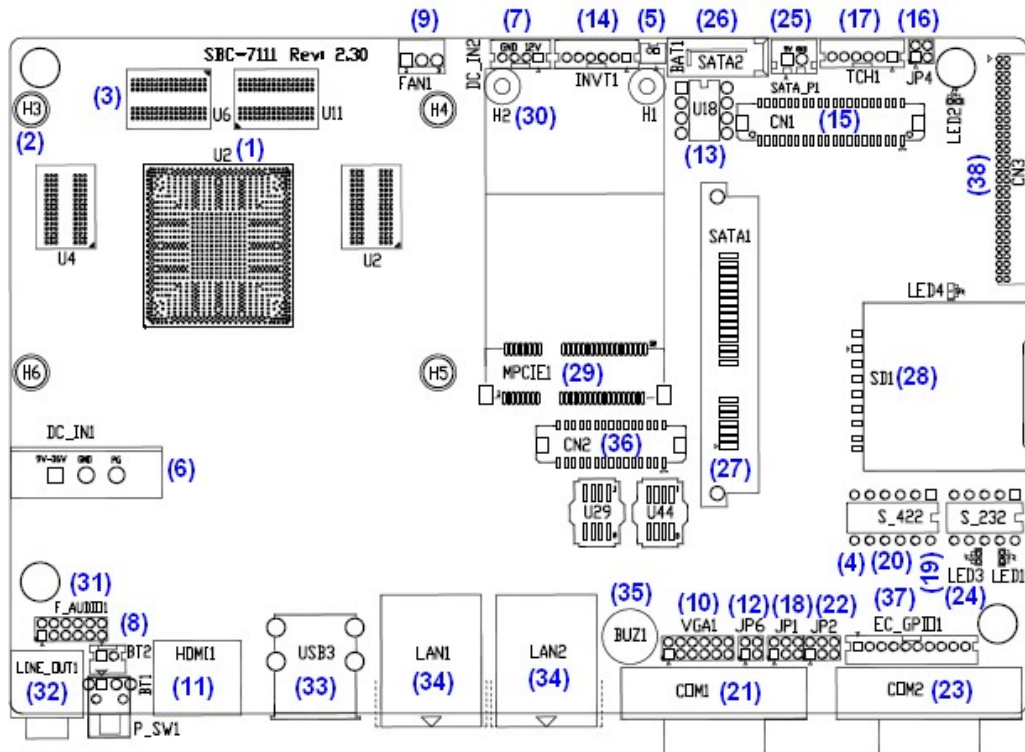 (9) (7) (14) (5) (26) (25) (17) (16)
SBC-7111 Rev: 2.30
FAN1
DC_IN2
GND 12V
INVT1
BAT1
SATA2
5V GND
SATA_P1
TCH1
JP4
(3)
U6
U11
H3
H4
H2
(30)
H1
U18
CN1
(15)
LED2
(2)
U2
(1)
(13)
(38)
CN3
U4
U2
SATA1
LED4
H6
H5
MPCIE1
(29)
SD1
(28)
DC_IN1
9V-36V GND PG
(6)
CN2
(36)
(27)
U29
U44
S_422
S_232
(4) (20) (19)
LED3
LED1
(31)
F_AUDIO1
(8)
BT2
(35)
BUZ1
(10) (12) (18) (22) (37) (24)
VGA1 JP6 JP1 JP2 EC_GPIO1
LINE_OUT1
(32)
BT1
HDMI1
(11)
USB3
(33)
LAN1
(34)
LAN2
(34)
COM1
(21)
COM2
(23)
P_SW1